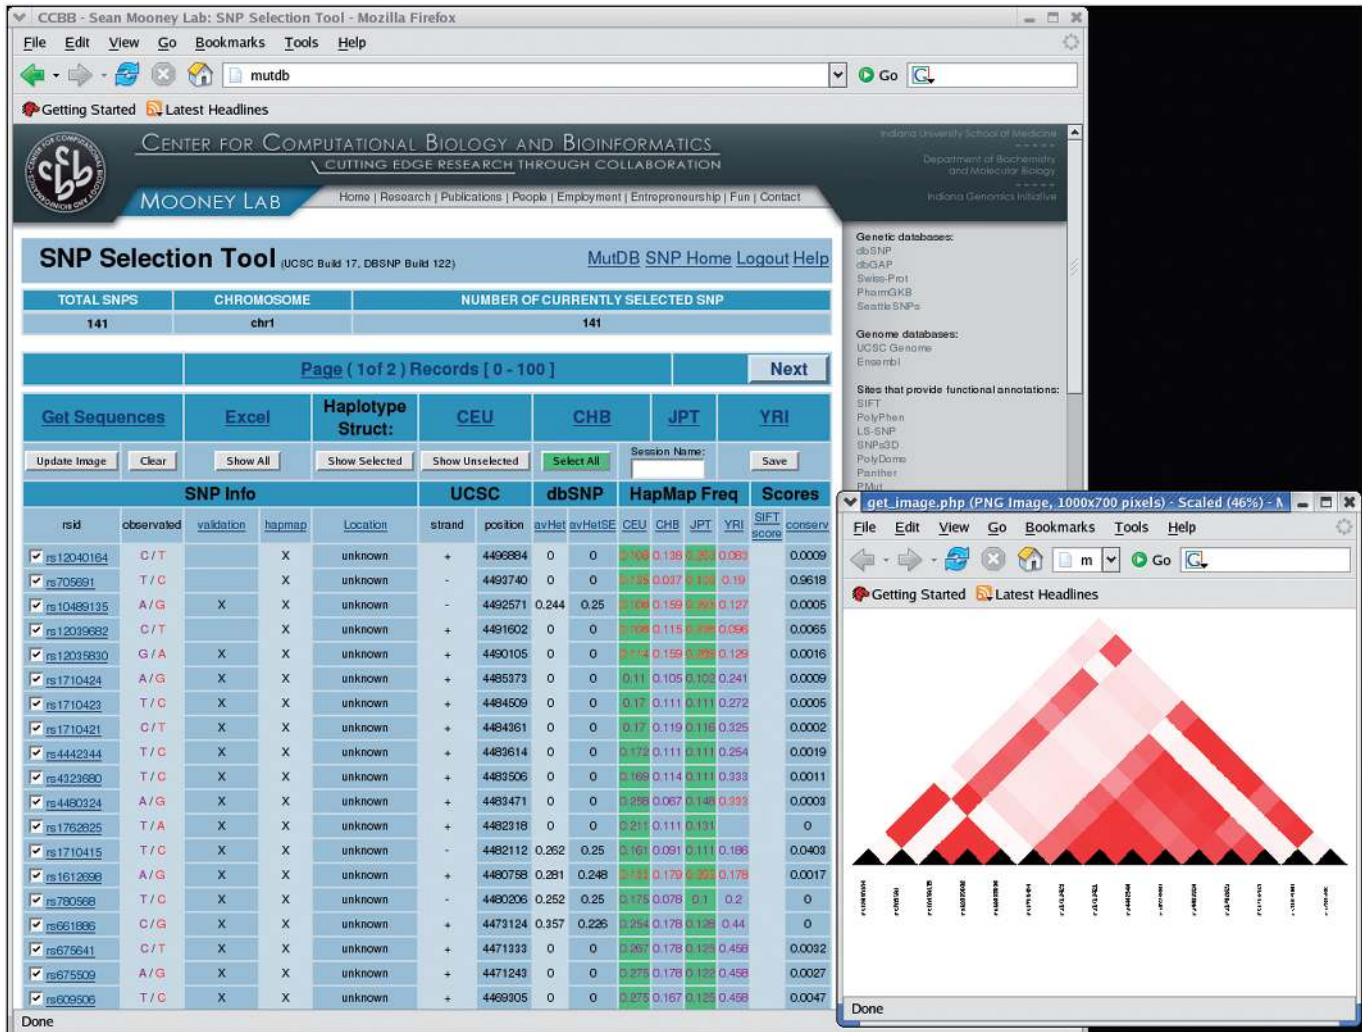 CCBB - Sean Mooney Lab: SNP Selection Tool - Mozilla Firefox
File Edit View Go Bookmarks Tools Help
mutdb Go
Getting Started Latest Headlines
CENTER FOR COMPUTATIONAL BIOLOGY AND BIOINFORMATICS
CUTTING EDGE RESEARCH THROUGH COLLABORATION
MOONEY LAB
Home | Research | Publications | People | Employment | Entrepreneurship | Fun | Contact
Indiana University School of Medicine
Department of Biochemistry
and Molecular Biology
Indiana Genomics Initiative
SNP Selection Tool (UCSC Build 17, DBSNP Build 122) MutDB SNP Home Logout Help
TOTAL SNPS CHROMOSOME NUMBER OF CURRENTLY SELECTED SNP
141 chr1 141
Page ( 1of 2 ) Records [ 0 - 100 ] Next
Get Sequences Excel Haplotype Struct: CEU CHB JPT YRI
Update Image Clear Show All Show Selected Show Unselected Select All Session Name: Save
SNP Info UCSC dbSNP HapMap Freq Scores
rsid observated validation hapmap Location strand position avHet avHetSE CEU CHB JPT YRI SIFT score conserv
rs12040164 C/T X unknown + 4496884 0 0 0.138 0.083 0.0009
rs705691 T/C X unknown - 4493740 0 0 0.037 0.19 0.9618
rs10489135 A/G X X unknown - 4492571 0.244 0.25 0.159 0.127 0.0005
rs12039682 C/T X unknown + 4491602 0 0 0.115 0.096 0.0065
rs12035830 G/A X X unknown + 4490105 0 0 0.159 0.129 0.0016
rs1710424 A/G X X unknown + 4485373 0 0 0.11 0.105 0.102 0.241 0.0009
rs1710423 T/C X X unknown + 4484509 0 0 0.17 0.111 0.111 0.272 0.0005
rs1710421 C/T X X unknown + 4484361 0 0 0.17 0.119 0.116 0.325 0.0002
rs4442344 T/C X X unknown + 4483614 0 0 0.172 0.111 0.111 0.254 0.0019
rs4323680 T/C X X unknown + 4483506 0 0 0.169 0.114 0.111 0.333 0.0011
rs4480324 A/G X X unknown + 4483471 0 0 0.258 0.067 0.148 0.333 0.0003
rs1762825 T/A X X unknown + 4482318 0 0 0.211 0.111 0.131 0
rs1710415 T/C X X unknown - 4482112 0.262 0.25 0.161 0.091 0.111 0.186 0.0403
rs1612698 A/G X X unknown + 4480758 0.281 0.248 0.179 0.178 0.0017
rs780568 T/C X X unknown - 4480206 0.252 0.25 0.175 0.078 0.1 0.2 0
rs661886 C/G X X unknown + 4473124 0.357 0.226 0.254 0.178 0.128 0.44 0
rs675641 C/T X X unknown + 4471333 0 0 0.267 0.178 0.125 0.458 0.0032
rs675509 A/G X X unknown + 4471243 0 0 0.275 0.178 0.122 0.458 0.0027
rs609506 T/C X X unknown + 4469305 0 0 0.275 0.167 0.125 0.458 0.0047
Done
Genetic databases:
dbSNP
dbGAP
Swiss-Prot
PharmGKB
SeattleSNPs
Genome databases:
UCSC Genome
Ensembl
Sites that provide functional annotations:
SIFT
PolyPhen
LS-SNP
SNPs3D
PolyDoms
Panther
PMut
get_image.php (PNG Image, 1000x700 pixels) - Scaled (46%) - M
File Edit View Go Bookmarks Tools Help
m Go
Getting Started Latest Headlines
Done